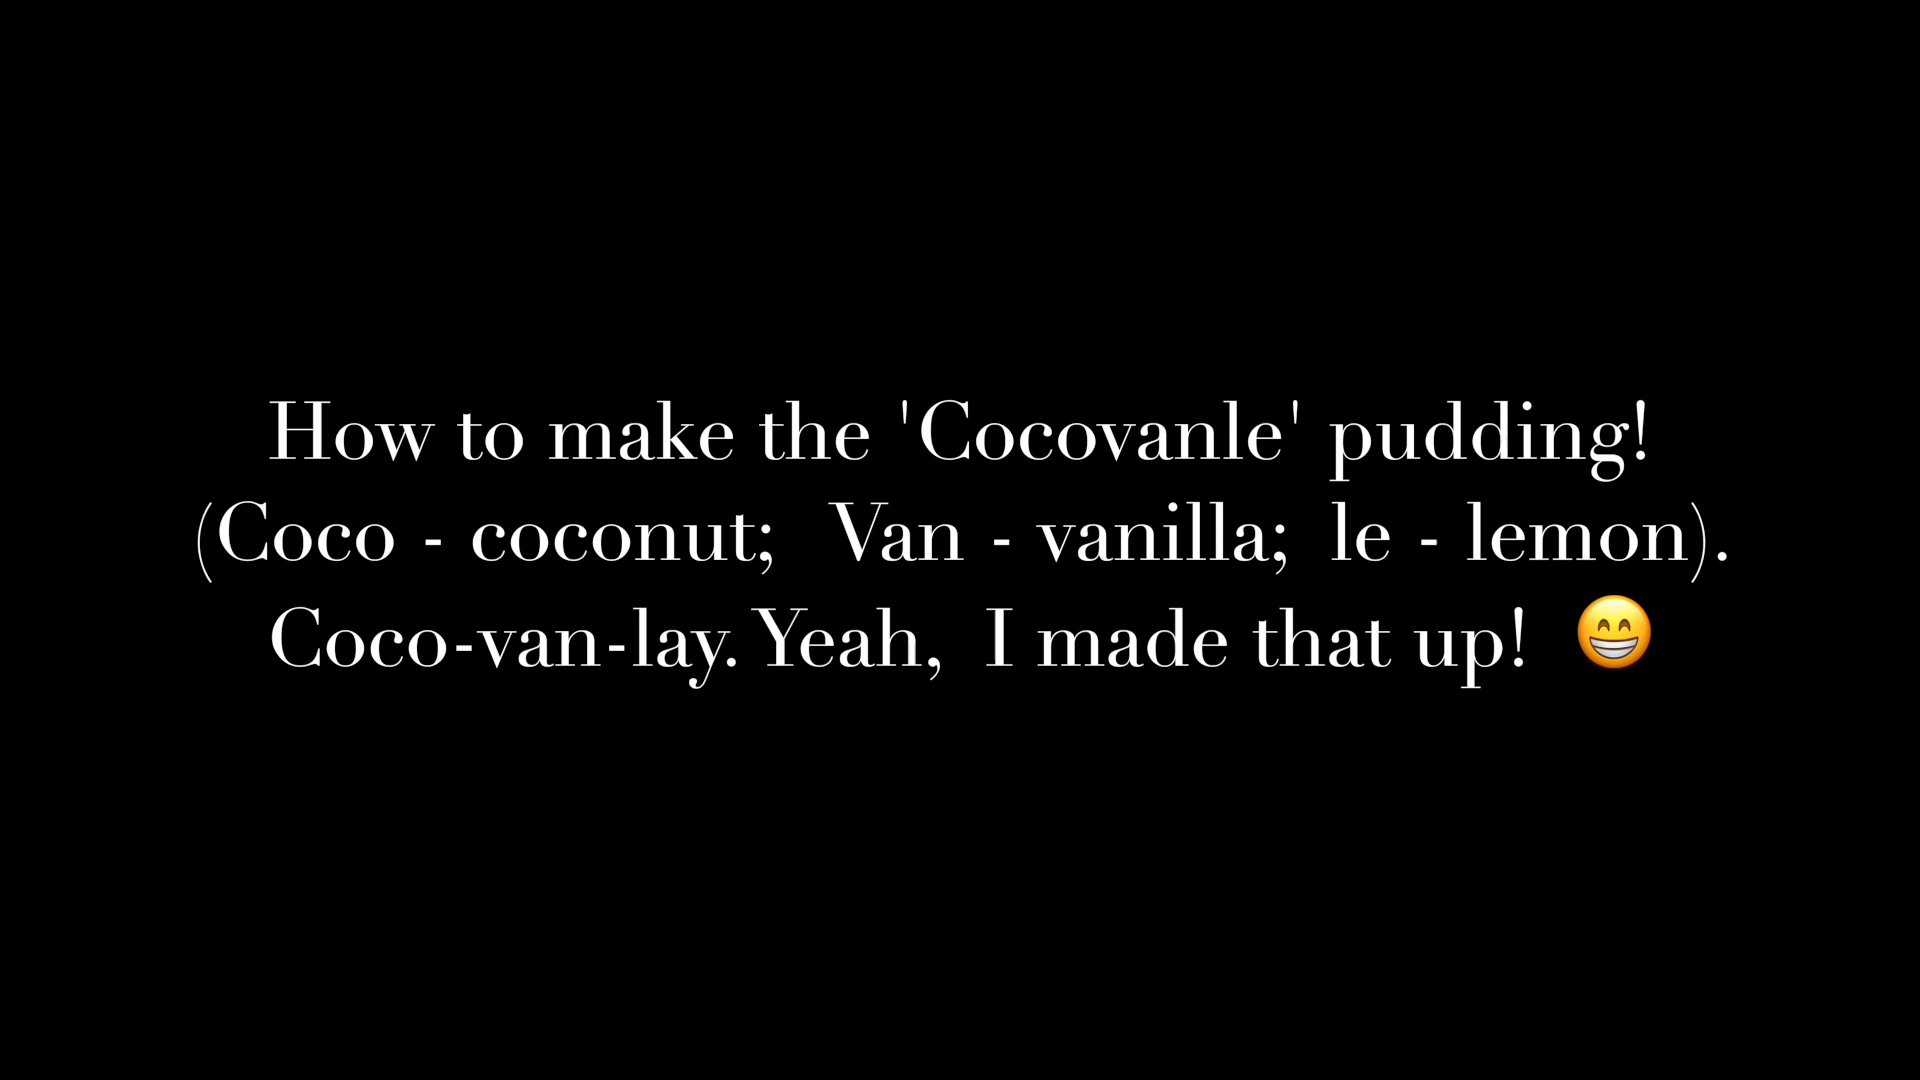 How to make the 'Cocovanle' pudding!
(Coco - coconut;  Van - vanilla;  le - lemon).
Coco-van-lay. Yeah,  I made that up!  😁